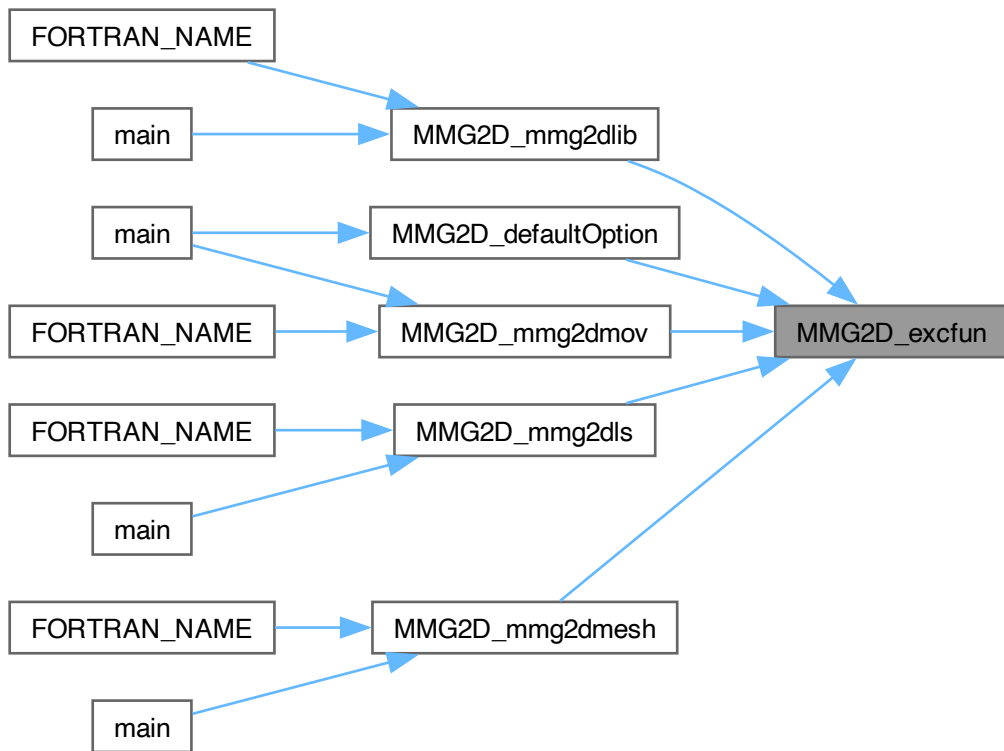 FORTRAN_NAME
main
MMG2D_mmg2dlib
main
MMG2D_defaultOption
FORTRAN_NAME
MMG2D_mmg2dmov
MMG2D_excfun
FORTRAN_NAME
MMG2D_mmg2dls
main
FORTRAN_NAME
MMG2D_mmg2dmesh
main